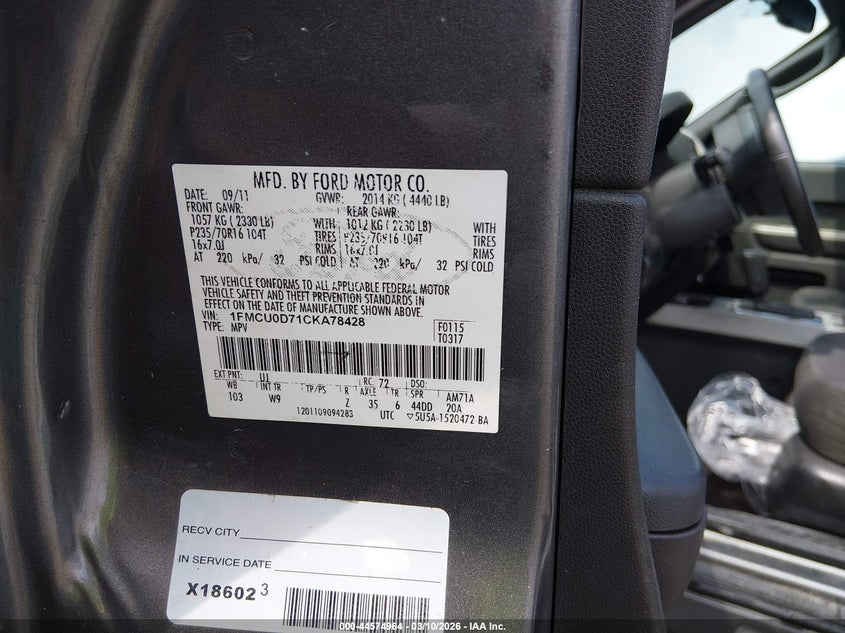 MFD. BY FORD MOTOR CO.
DATE: 09/11 GVWR: 2014 KG ( 4440 LB)
FRONT GAWR: REAR GAWR:
1057 KG ( 2330 LB) WITH 1012 KG ( 2230 LB) WITH
P235/70R16 104T TIRES P235/70R16 104T TIRES
16x7.0J RIMS 16x7.0J RIMS
AT 220 kPa/ 32 PSI COLD AT 220 kPa/ 32 PSI COLD
THIS VEHICLE CONFORMS TO ALL APPLICABLE FEDERAL MOTOR
VEHICLE SAFETY AND THEFT PREVENTION STANDARDS IN
EFFECT ON THE DATE OF MANUFACTURE SHOWN ABOVE.
VIN: 1FMCU0D71CKA78428 F0115
TYPE: MPV T0317
EXT PNT: UJ RC: 72 DSO:
WB INT TR TP/PS R AXLE TR SPR AM71A
103 W9 Z 35 6 44DD 20A
1201109094283 UTC ▽5U5A-1520472-BA
RECV CITY
IN SERVICE DATE
X18602 3
000-44574964 - 03/10/2026 - IAA Inc.